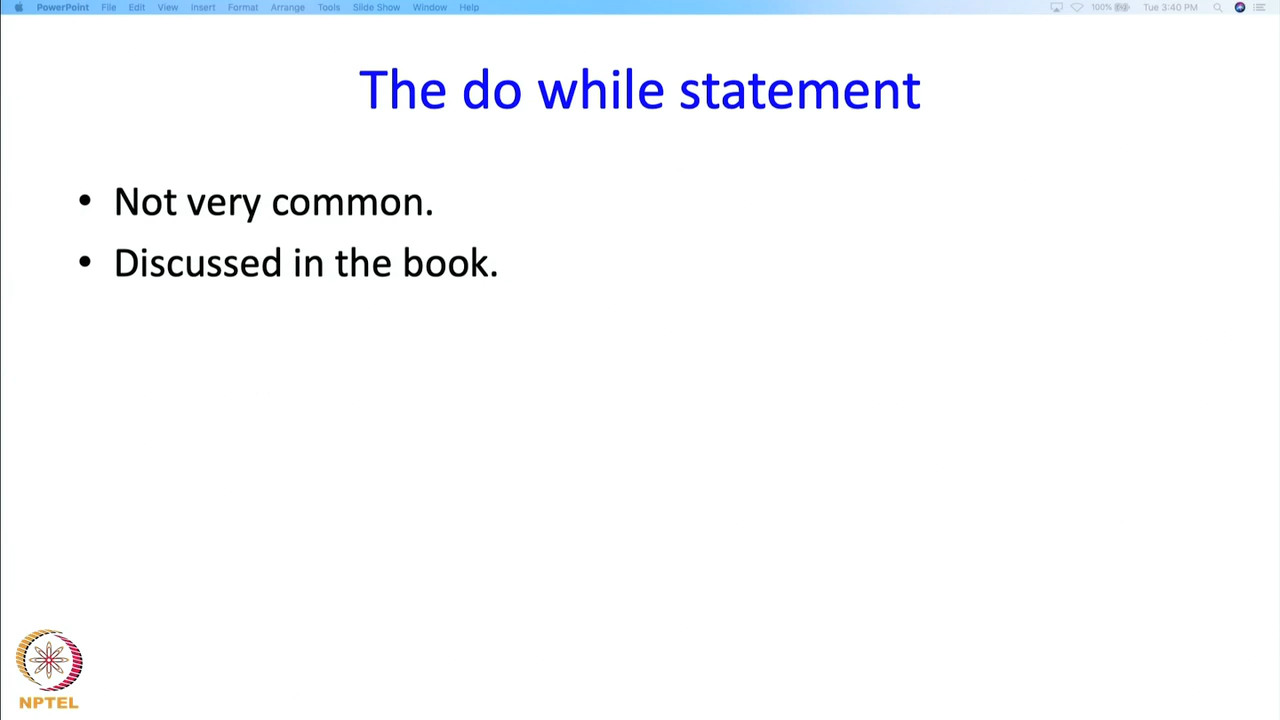 PowerPoint File Edit View Insert Format Arrange Tools Slide Show Window Help 100% Tue 3:40 PM
The do while statement
• Not very common.
• Discussed in the book.
NPTEL